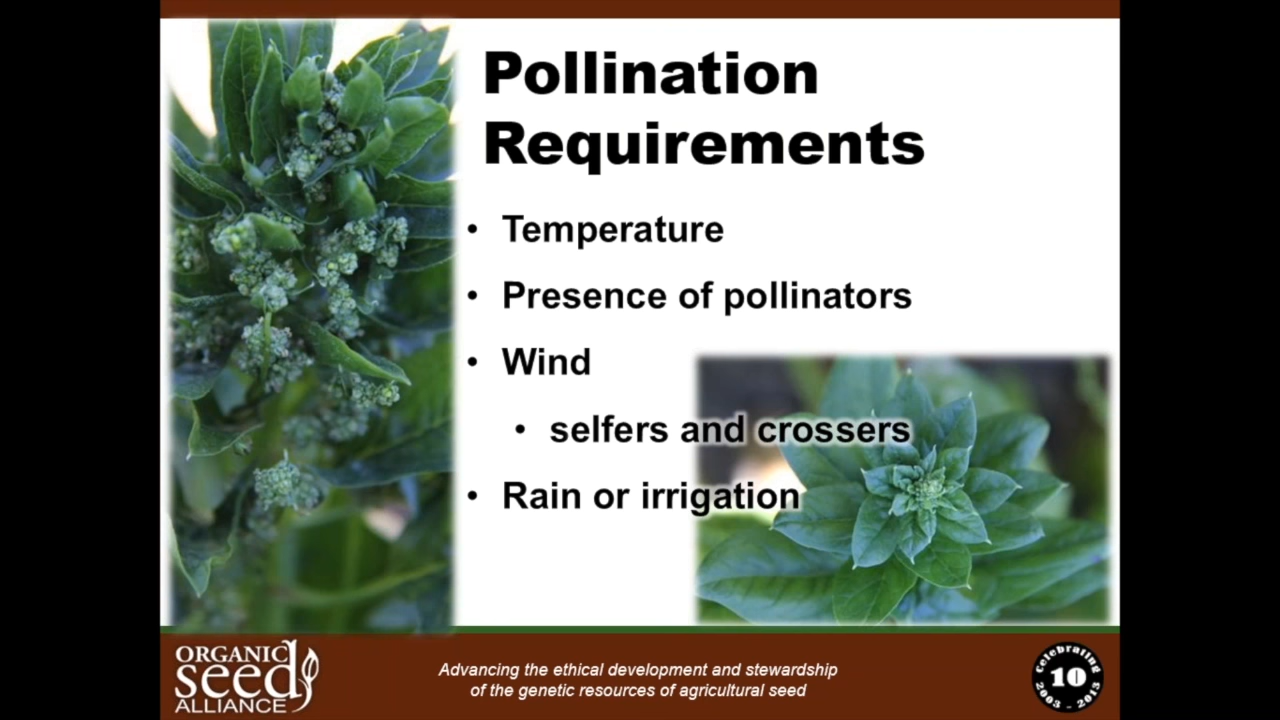 Pollination
Requirements
• Temperature
• Presence of pollinators
• Wind
• selfers and crossers
• Rain or irrigation
ORGANIC
seed
ALLIANCE
Advancing the ethical development and stewardship
of the genetic resources of agricultural seed
celebrating
10
2003 - 2013